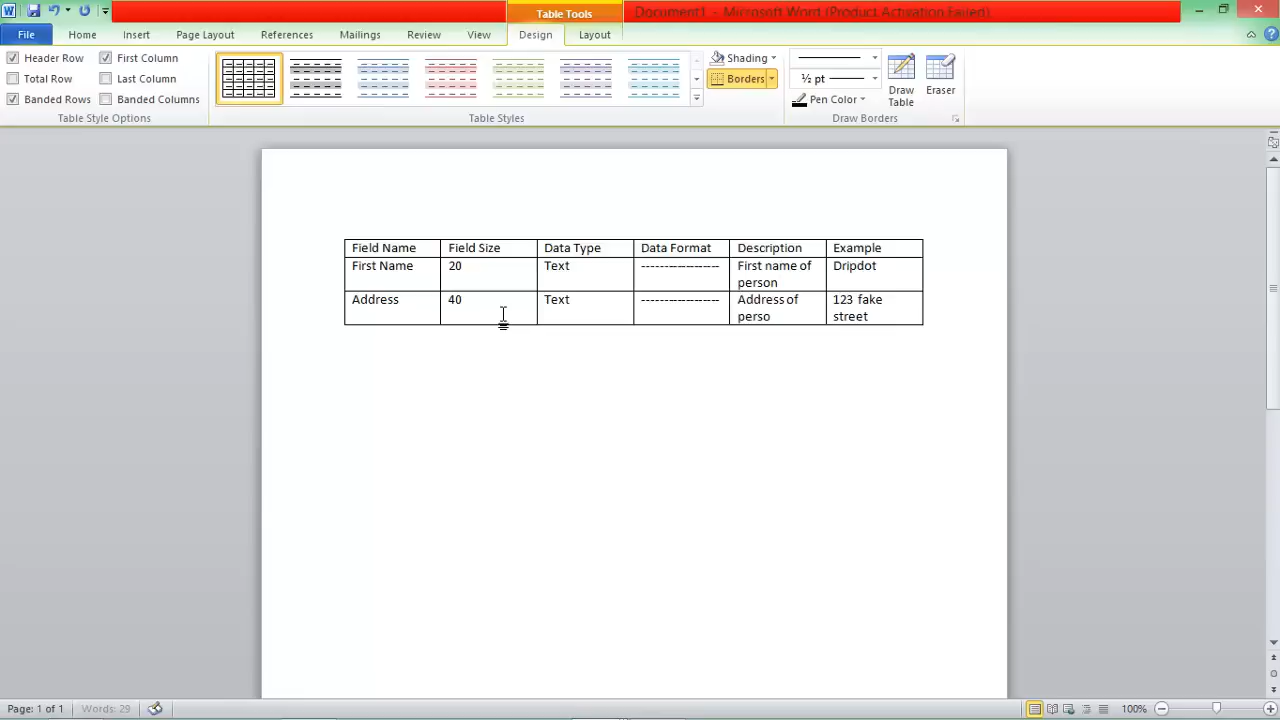 Table Tools
Document1 - Microsoft Word (Product Activation Failed)
File Home Insert Page Layout References Mailings Review View Design Layout
Header Row First Column
Total Row Last Column
Banded Rows Banded Columns
Table Style Options
Table Styles
Shading
Borders
½ pt
Pen Color
Draw Table
Eraser
Draw Borders
Field Name Field Size Data Type Data Format Description Example
First Name 20 Text ------------------- First name of person Dripdot
Address 40 Text ------------------- Address of perso 123 fake street
Page: 1 of 1 Words: 29 100%